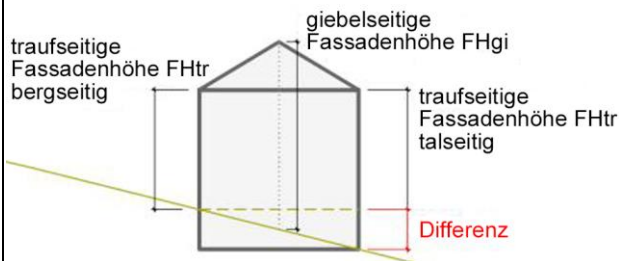 giebelseitige
Fassadenhöhe FHgi
traufseitige
Fassadenhöhe FHtr
bergseitig
traufseitige
Fassadenhöhe FHtr
talseitig
Differenz